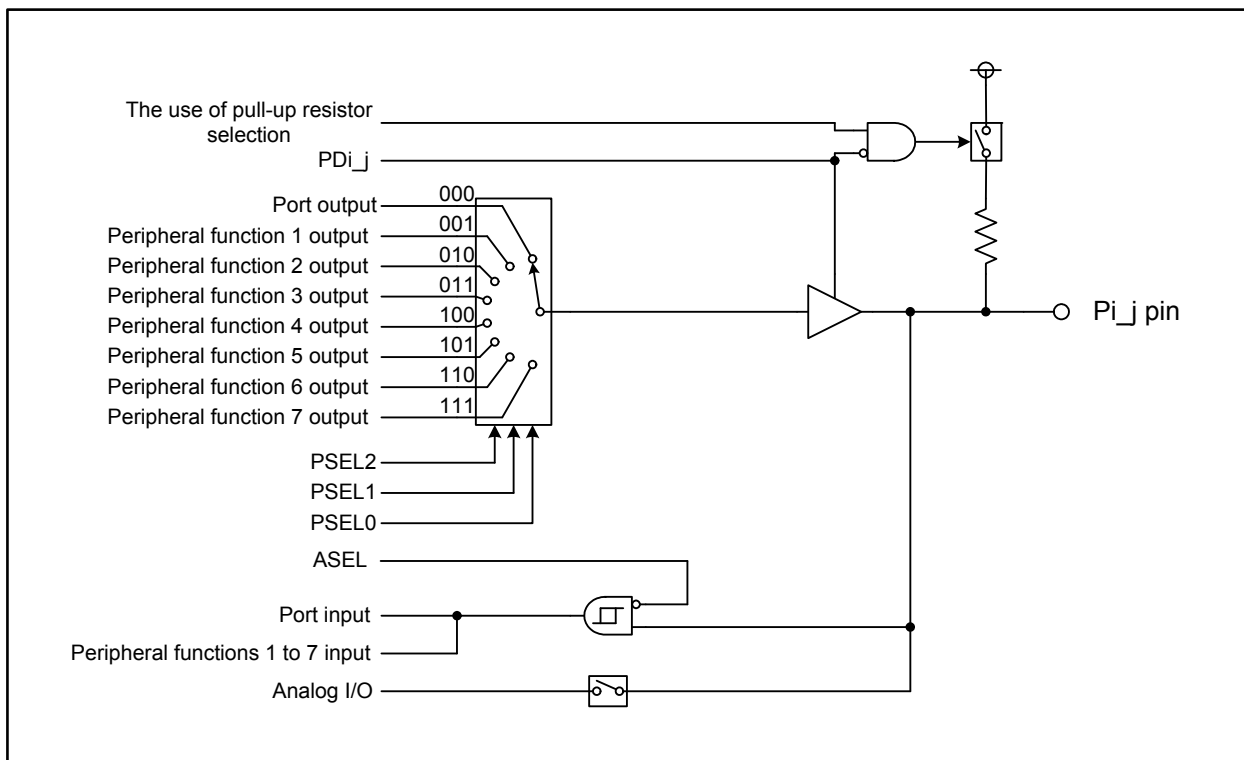 The use of pull-up resistor
selection
PDi_j
Port output 000
Peripheral function 1 output 001
Peripheral function 2 output 010
Peripheral function 3 output 011
Peripheral function 4 output 100
Peripheral function 5 output 101
Peripheral function 6 output 110
Peripheral function 7 output 111
Pi_j pin
PSEL2
PSEL1
PSEL0
ASEL
Port input
Peripheral functions 1 to 7 input
Analog I/O